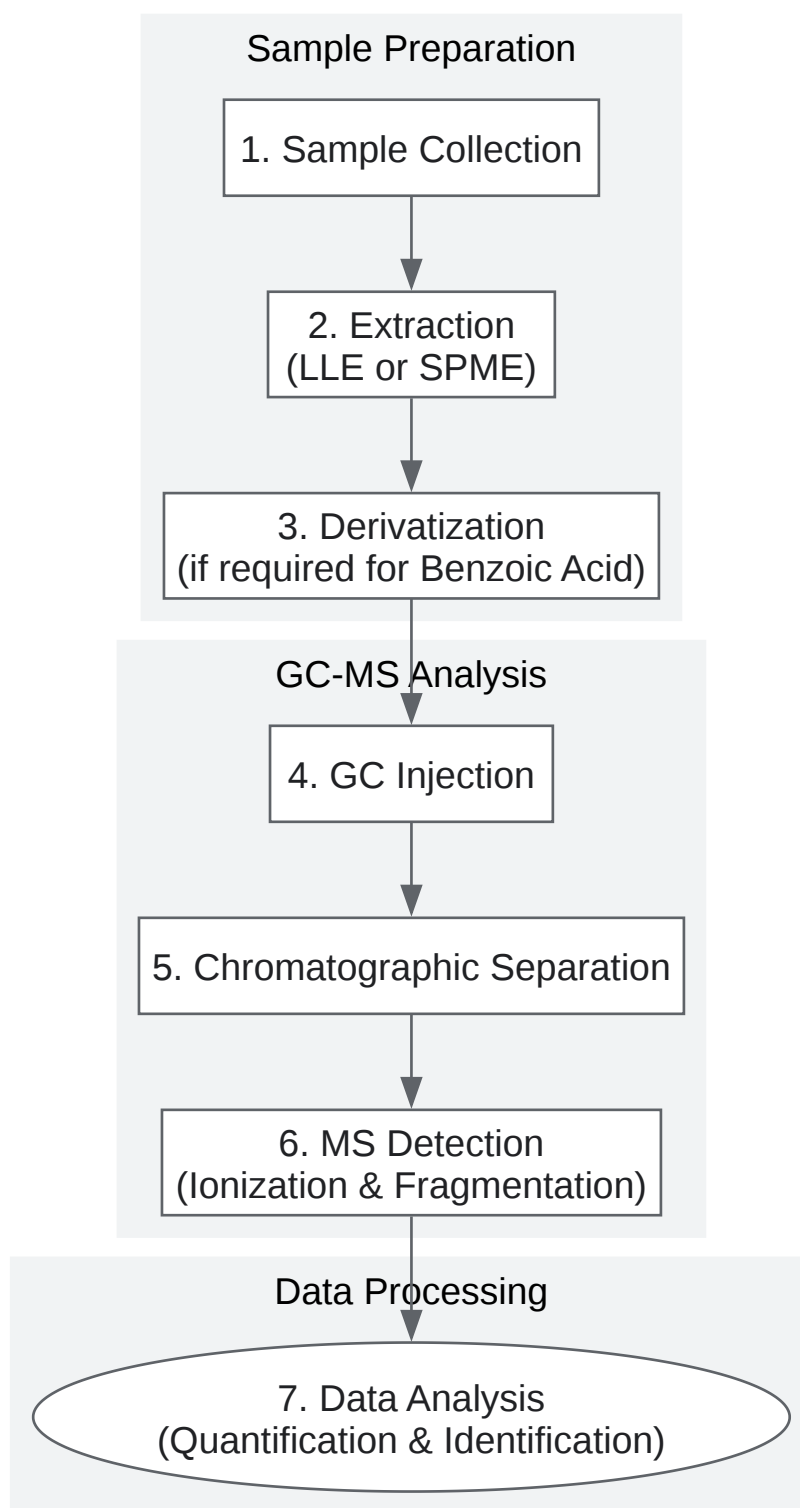 Sample Preparation
1. Sample Collection
2. Extraction
(LLE or SPME)
3. Derivatization
(if required for Benzoic Acid)
GC-MS Analysis
4. GC Injection
5. Chromatographic Separation
6. MS Detection
(Ionization & Fragmentation)
Data Processing
7. Data Analysis
(Quantification & Identification)